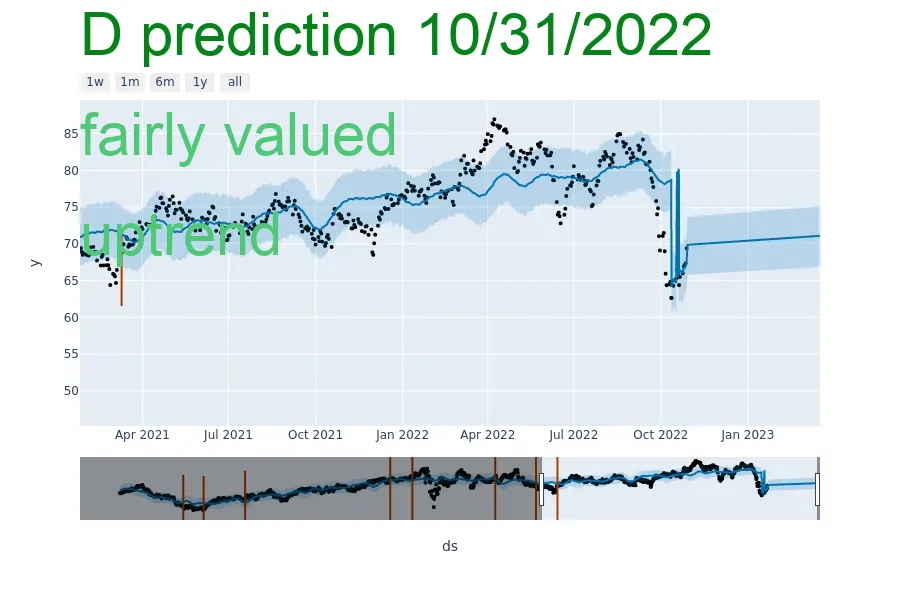 D prediction 10/31/2022
1w 1m 6m 1y all
fairly valued
uptrend
85
80
75
70
65
60
55
50
y
Apr 2021 Jul 2021 Oct 2021 Jan 2022 Apr 2022 Jul 2022 Oct 2022 Jan 2023
ds